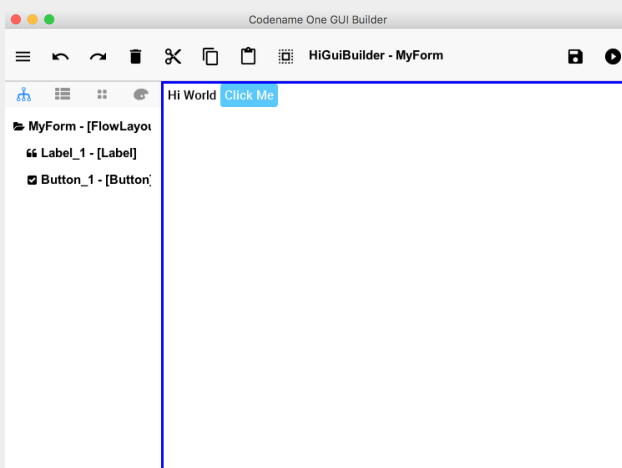 Codename One GUI Builder
HiGuiBuilder - MyForm
Hi World Click Me
MyForm - [FlowLayou
Label_1 - [Label]
Button_1 - [Button]